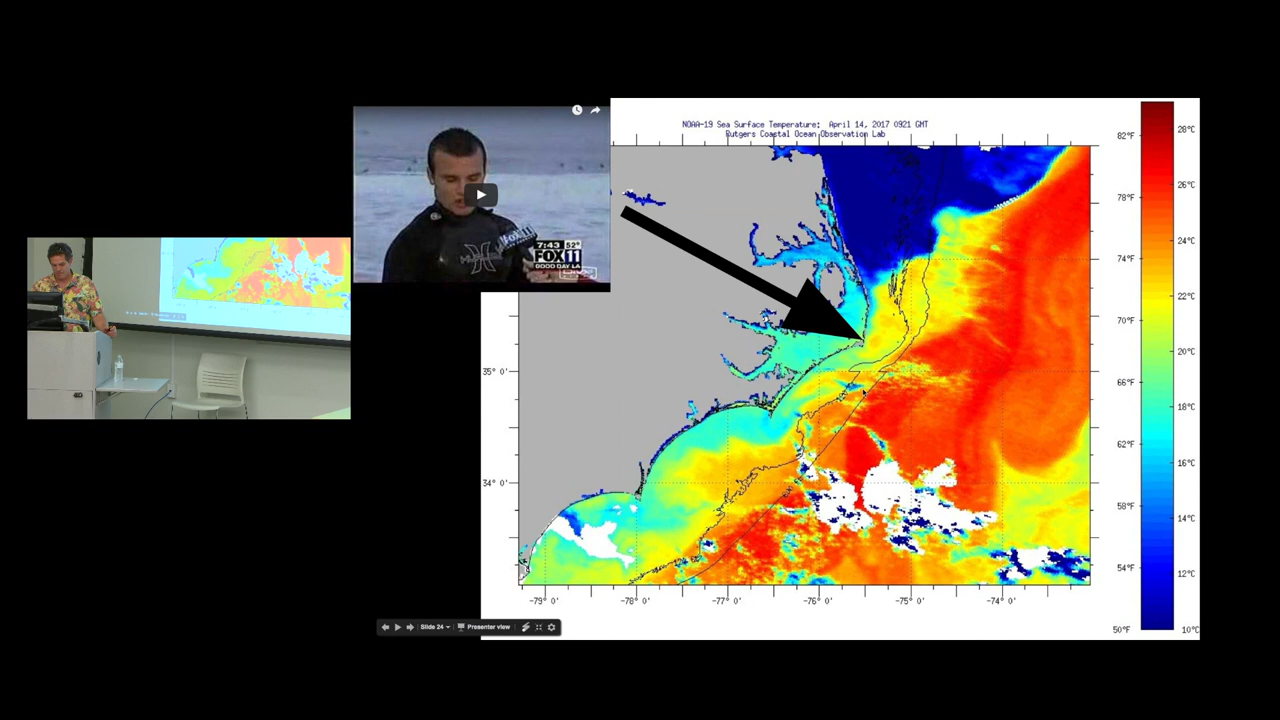 NOAA-19 Sea Surface Temperature: April 14, 2017 0921 GMT
Rutgers Coastal Ocean Observation Lab
FOX 11
7:43 52°
FOX 11
GOOD DAY LA
LIVE
82°F
78°F
74°F
70°F
66°F
62°F
58°F
54°F
50°F
28°C
26°C
24°C
22°C
20°C
18°C
16°C
14°C
12°C
10°C
35° 0'
34° 0'
-79° 0'
-78° 0'
-77° 0'
-76° 0'
-75° 0'
-74° 0'
Slide 24
Presenter view